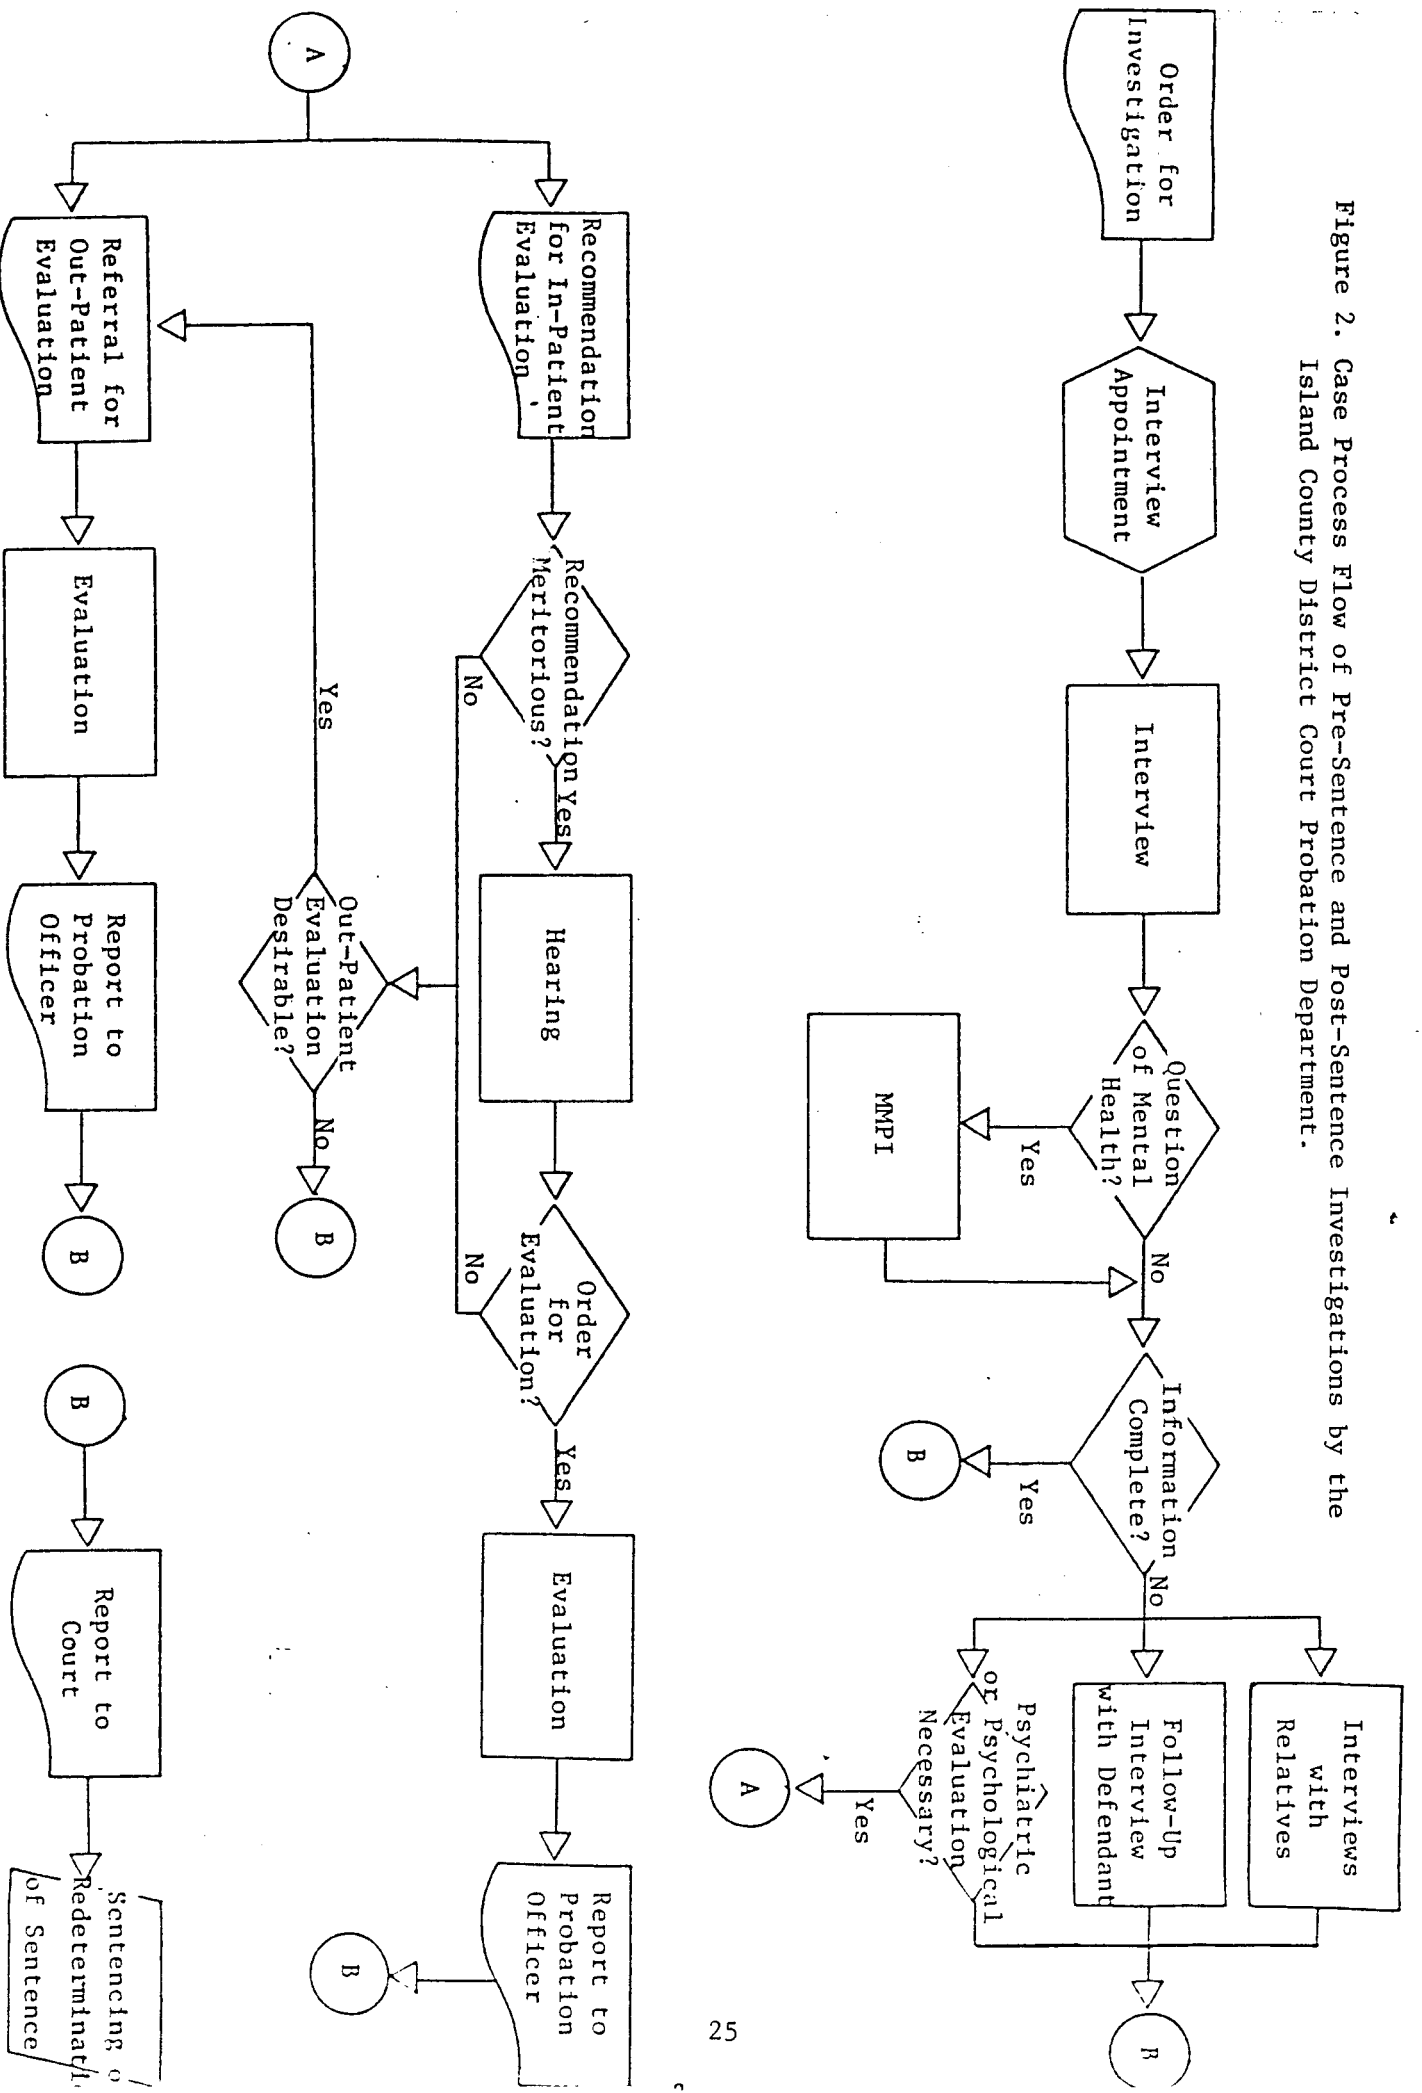 Figure 2. Case Process Flow of Pre-Sentence and Post-Sentence Investigations by the
Island County District Court Probation Department.
Order for
Investigation
Interview
Appointment
Interview
Question
of Mental
Health?
Yes
No
MMPI
Information
Complete?
Yes
B
No
Interviews
with
Relatives
Follow-Up
Interview
with Defendant
Psychiatric
or Psychological
Evaluation
Necessary?
Yes
A
B
A
Recommendation
for In-Patient
Evaluation
Recommendation
Meritorious?
Yes
No
Hearing
Order
for
Evaluation?
Yes
No
Evaluation
Report to
Probation
Officer
B
Out-Patient
Evaluation
Desirable?
Yes
No
B
Referral for
Out-Patient
Evaluation
Evaluation
Report to
Probation
Officer
B
B
Report to
Court
Sentencing o
Redeterminati
of Sentence
25